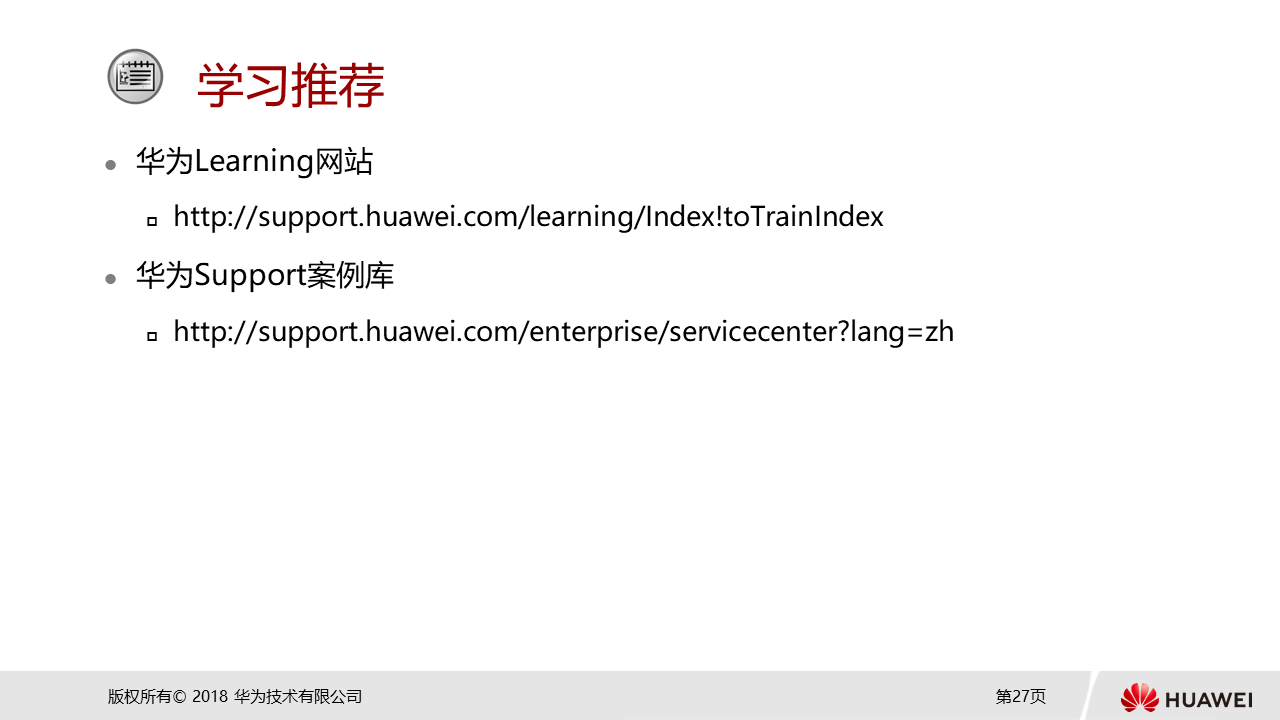 学习推荐
华为Learning网站
http://support.huawei.com/learning/Index!toTrainIndex
华为Support案例库
http://support.huawei.com/enterprise/servicecenter?lang=zh
版权所有© 2018 华为技术有限公司
第27页
HUAWEI